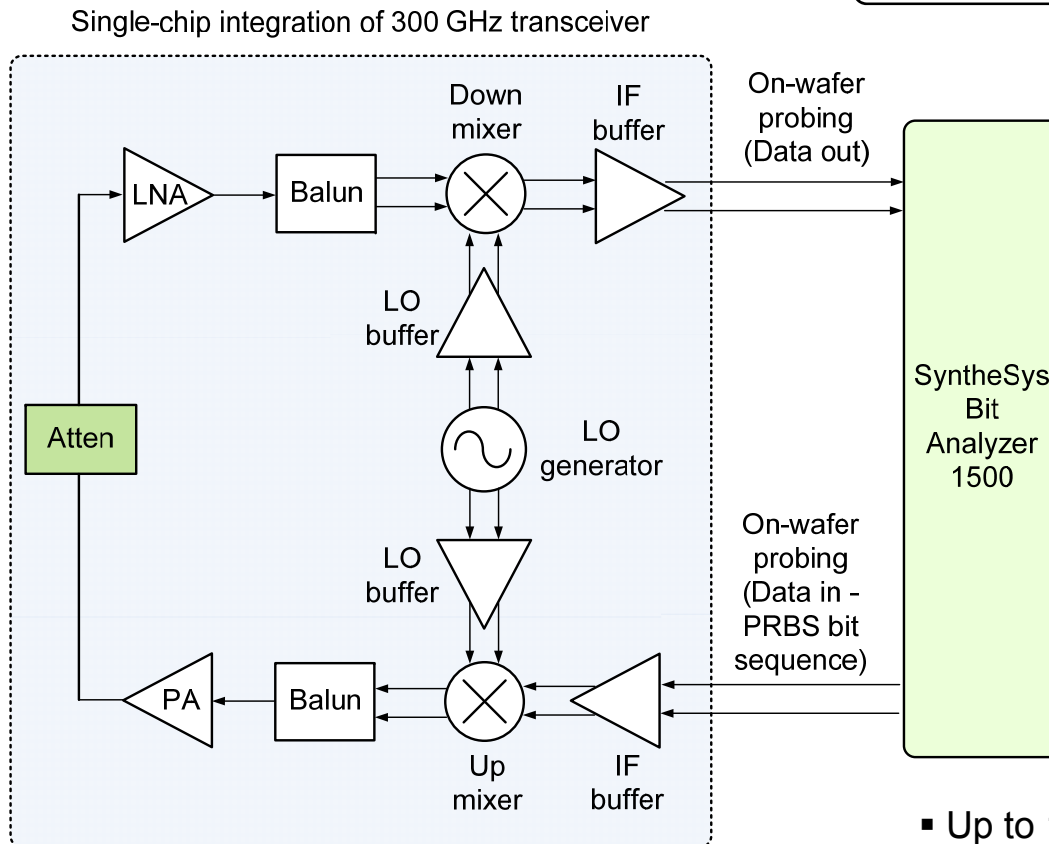 Single-chip integration of 300 GHz transceiver
Down
mixer
IF
buffer
On-wafer
probing
(Data out)
LNA
Balun
LO
buffer
SyntheSys
Bit
Analyzer
1500
Atten
LO
generator
LO
buffer
On-wafer
probing
(Data in -
PRBS bit
sequence)
PA
Balun
Up
mixer
IF
buffer
▪ Up to